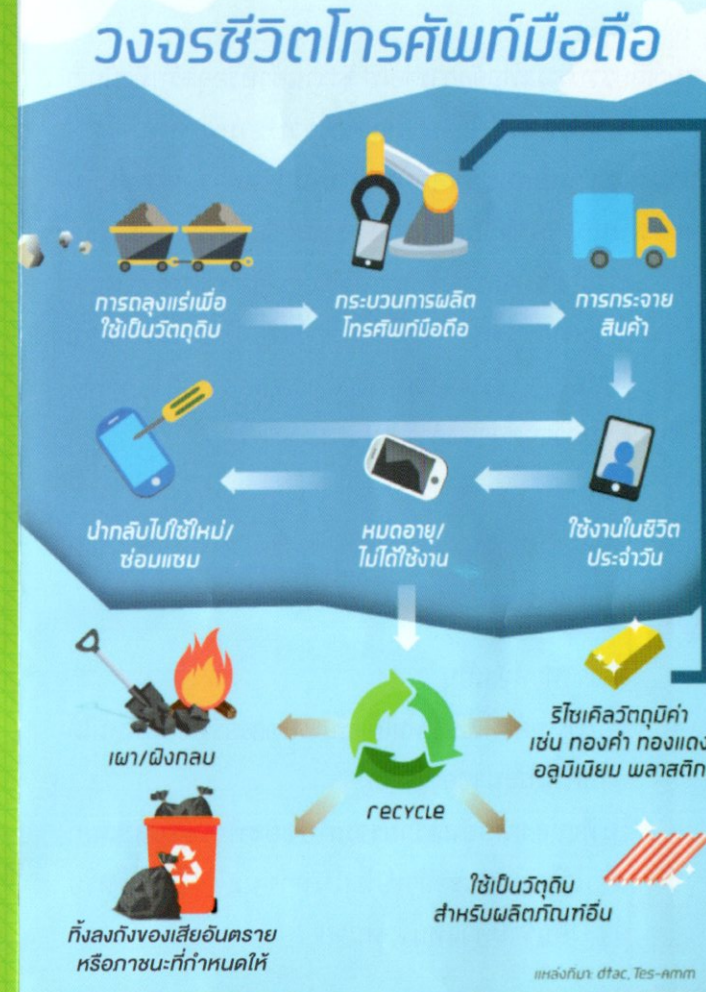 วงจรชีวิตโทรศัพท์มือถือ
การถลุงแร่เพื่อ
ใช้เป็นวัตถุดิบ
กระบวนการผลิต
โทรศัพท์มือถือ
การกระจาย
สินค้า
นำกลับไปใช้ใหม่/
ซ่อมแซม
หมดอายุ/
ไม่ได้ใช้งาน
ใช้งานในชีวิต
ประจำวัน
เผา/ฝังกลบ
recycle
ริไซเคิลวัตถุมีค่า
เช่น ทองคำ ทองแดง
อลูมิเนียม พลาสติก
ทิ้งลงถังของเสียอันตราย
หรือภาชนะที่กำหนดให้
ใช้เป็นวัตุดิบ
สำหรับผลิตภัณฑ์อื่น
แหล่งที่มา: dtac, Tes-Amm